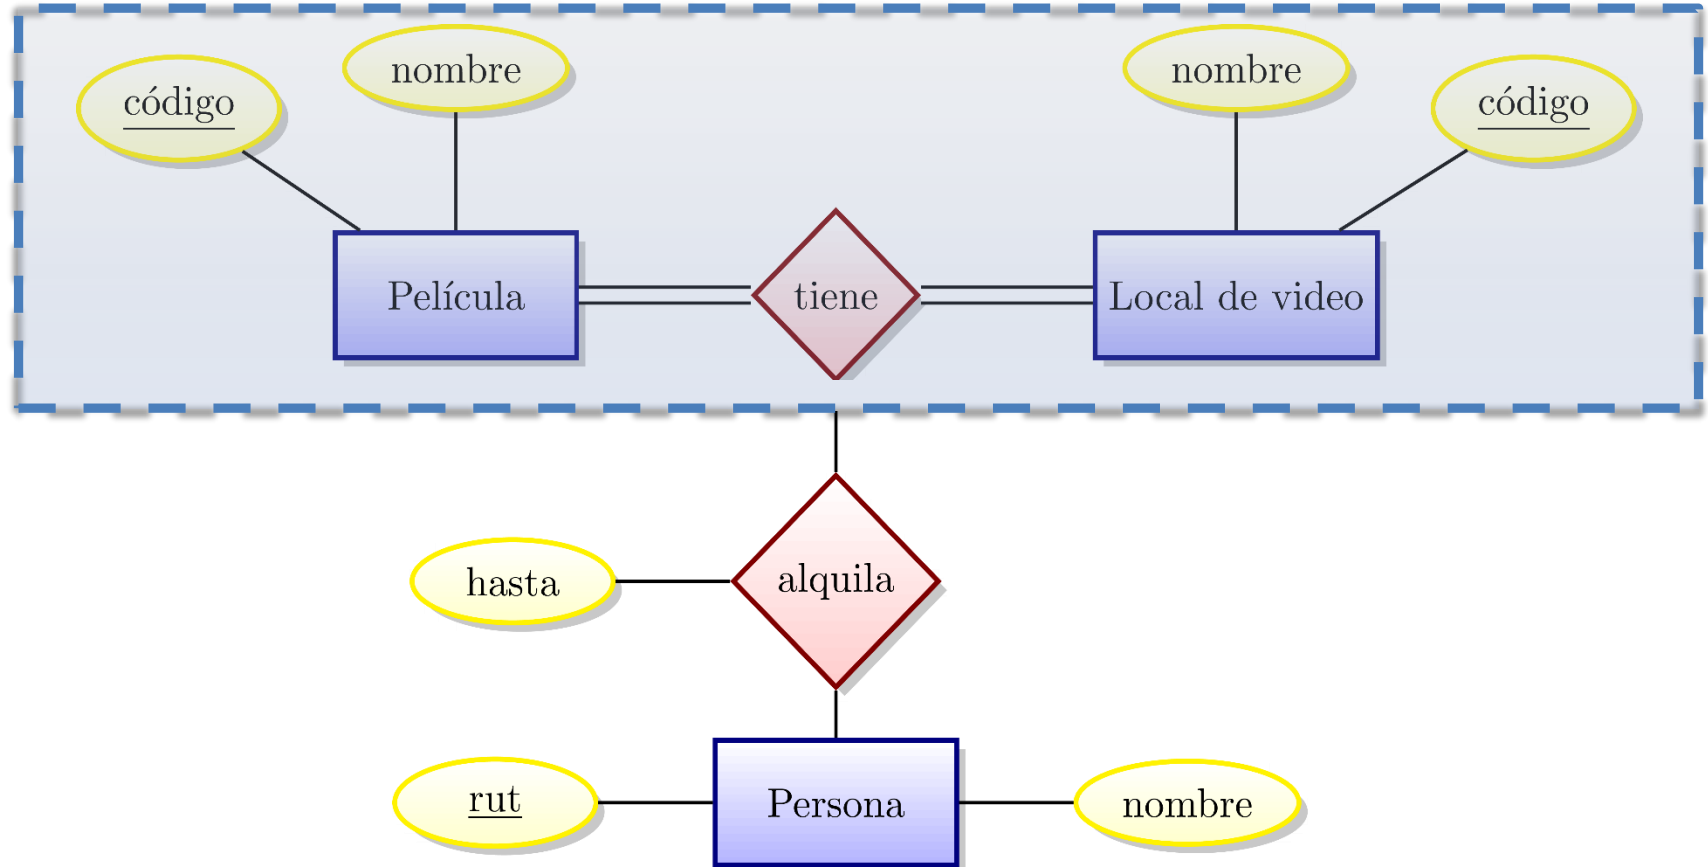 nombre
nombre
código
código
Película
tiene
Local de video
hasta
alquila
rut
Persona
nombre